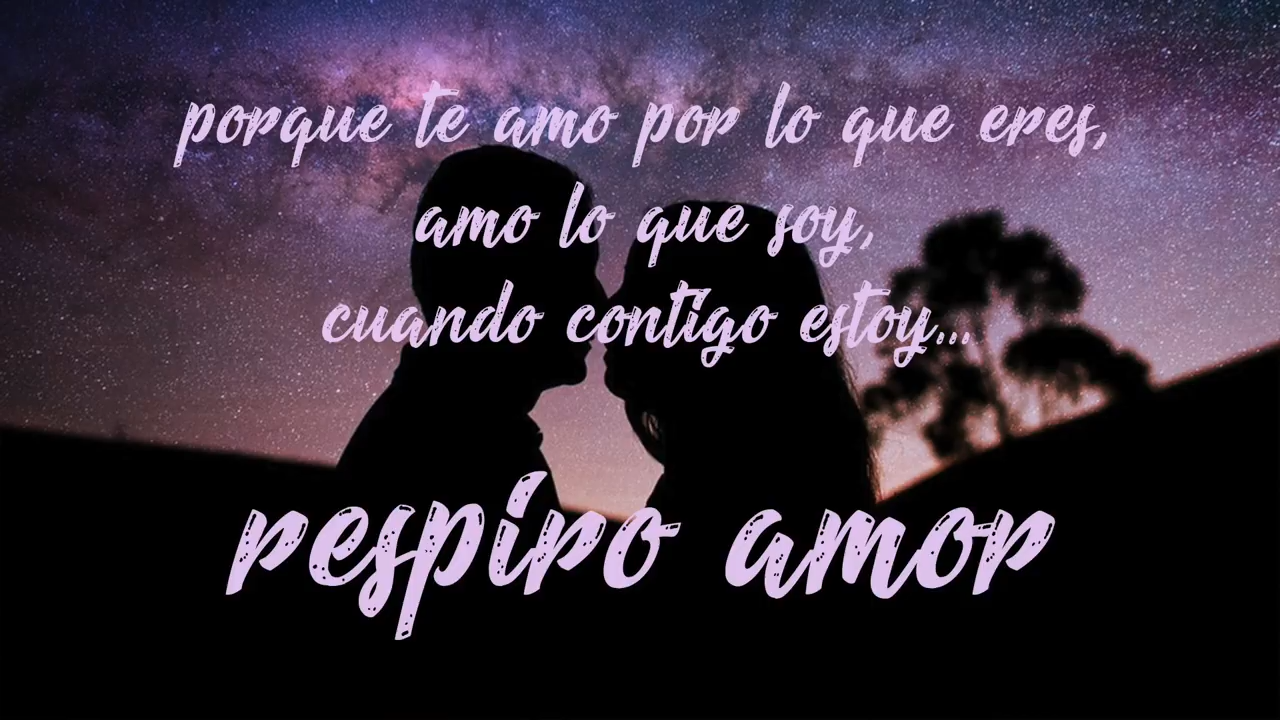 porque te amo por lo que eres,
amo lo que soy,
cuando contigo estoy...
respiro amor